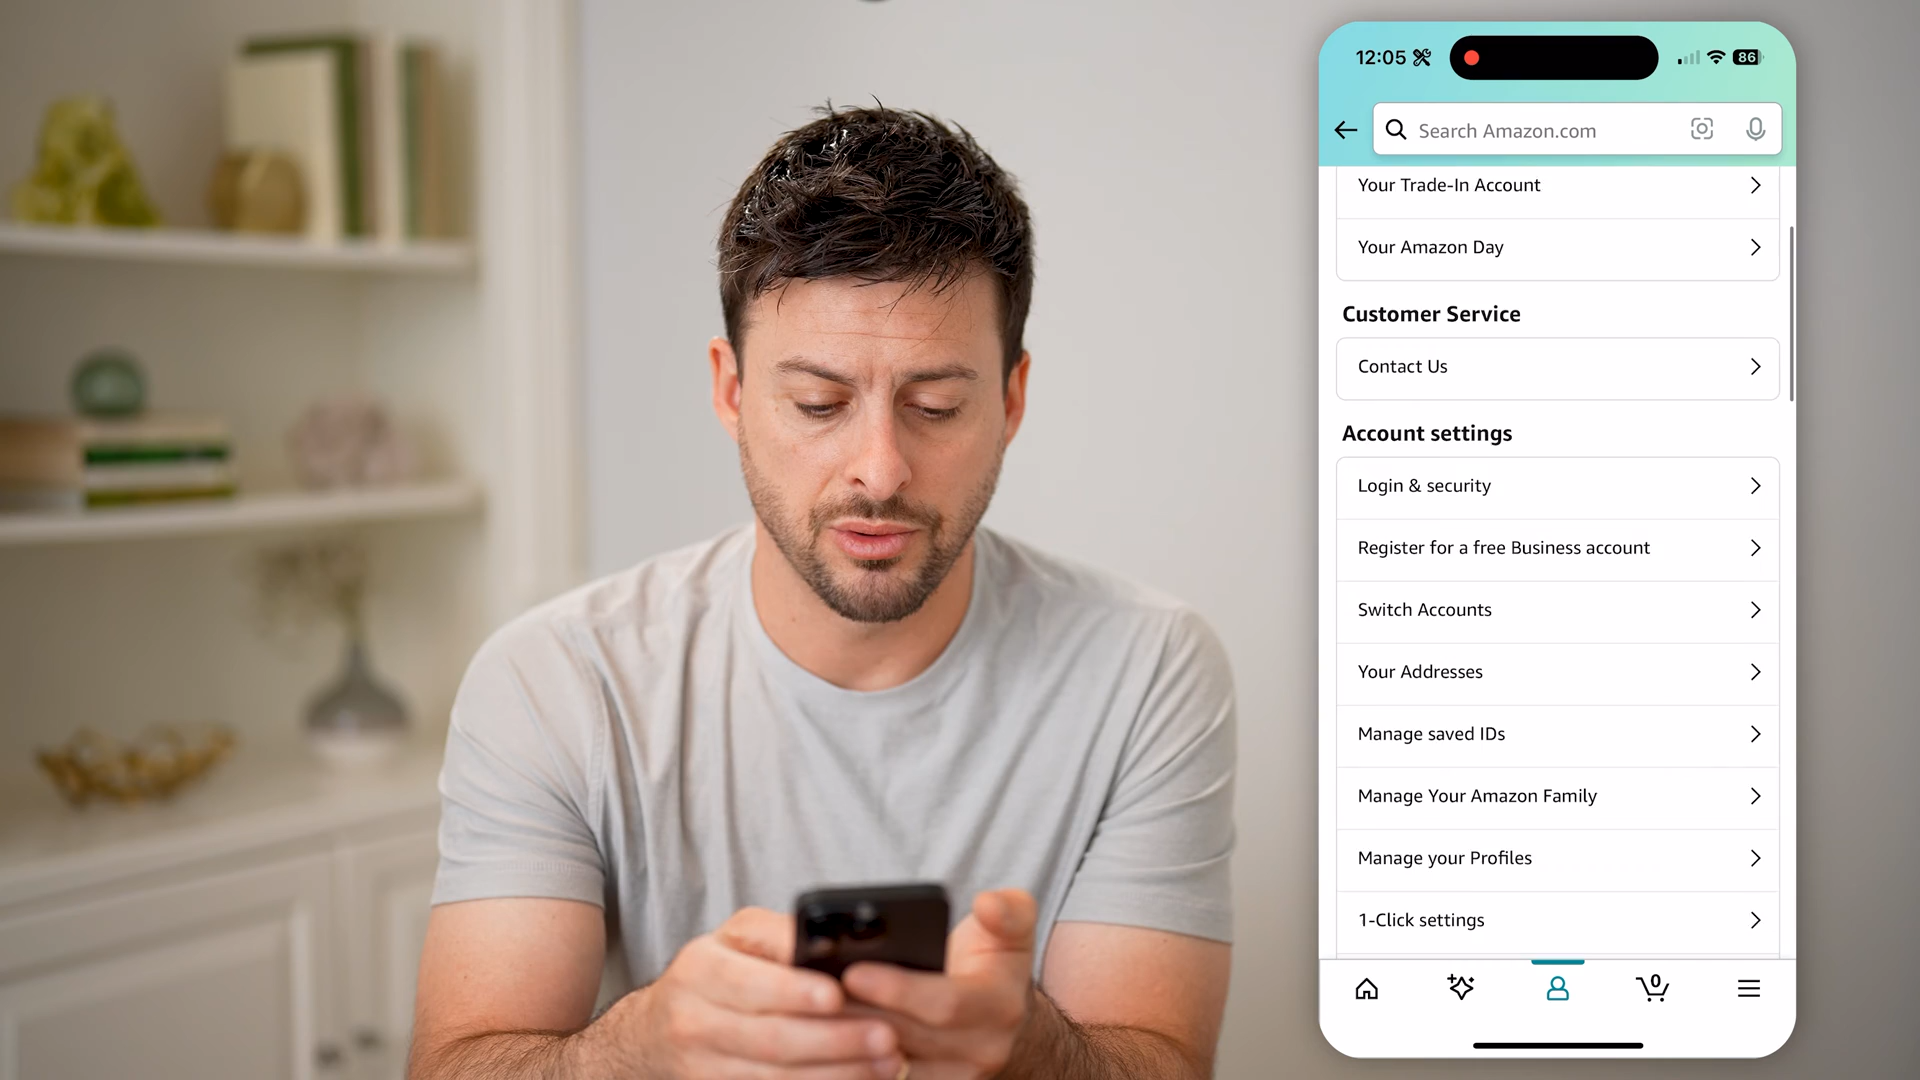 12:05
86
Search Amazon.com
Your Trade-In Account
Your Amazon Day
Customer Service
Contact Us
Account settings
Login & security
Register for a free Business account
Switch Accounts
Your Addresses
Manage saved IDs
Manage Your Amazon Family
Manage your Profiles
1-Click settings
0